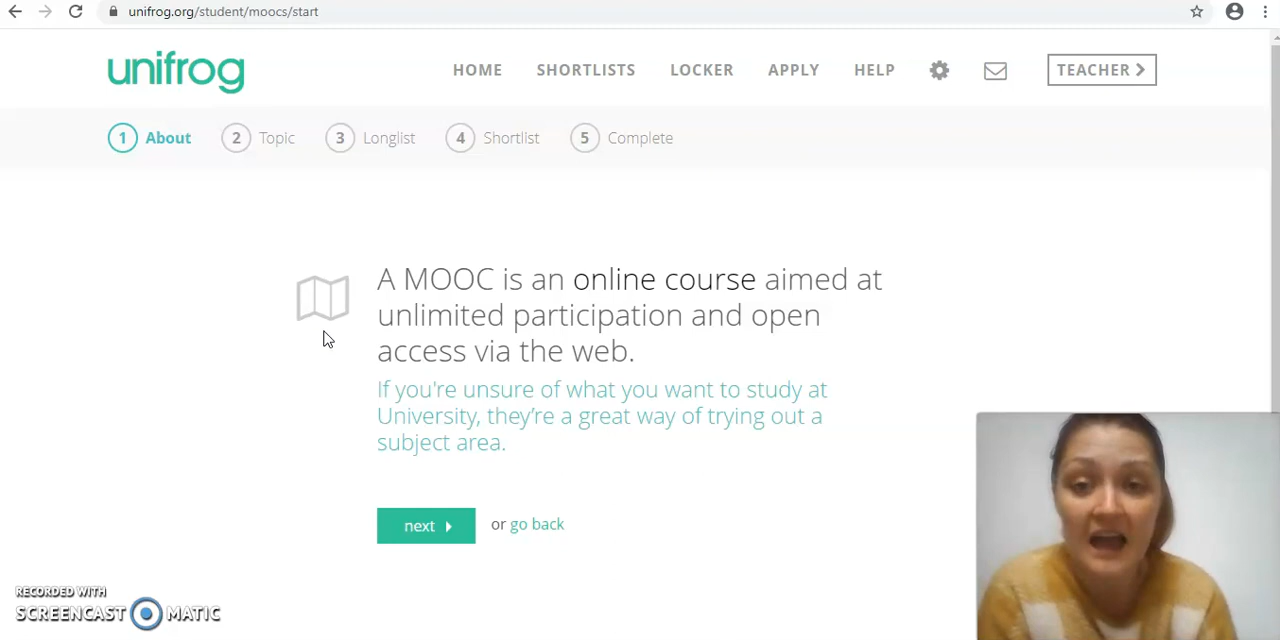 unifrog.org/student/moocs/start
unifrog
HOME SHORTLISTS LOCKER APPLY HELP TEACHER
1 About 2 Topic 3 Longlist 4 Shortlist 5 Complete
A MOOC is an online course aimed at
unlimited participation and open
access via the web.
If you're unsure of what you want to study at
University, they’re a great way of trying out a
subject area.
next or go back
RECORDED WITH
SCREENCAST MATIC